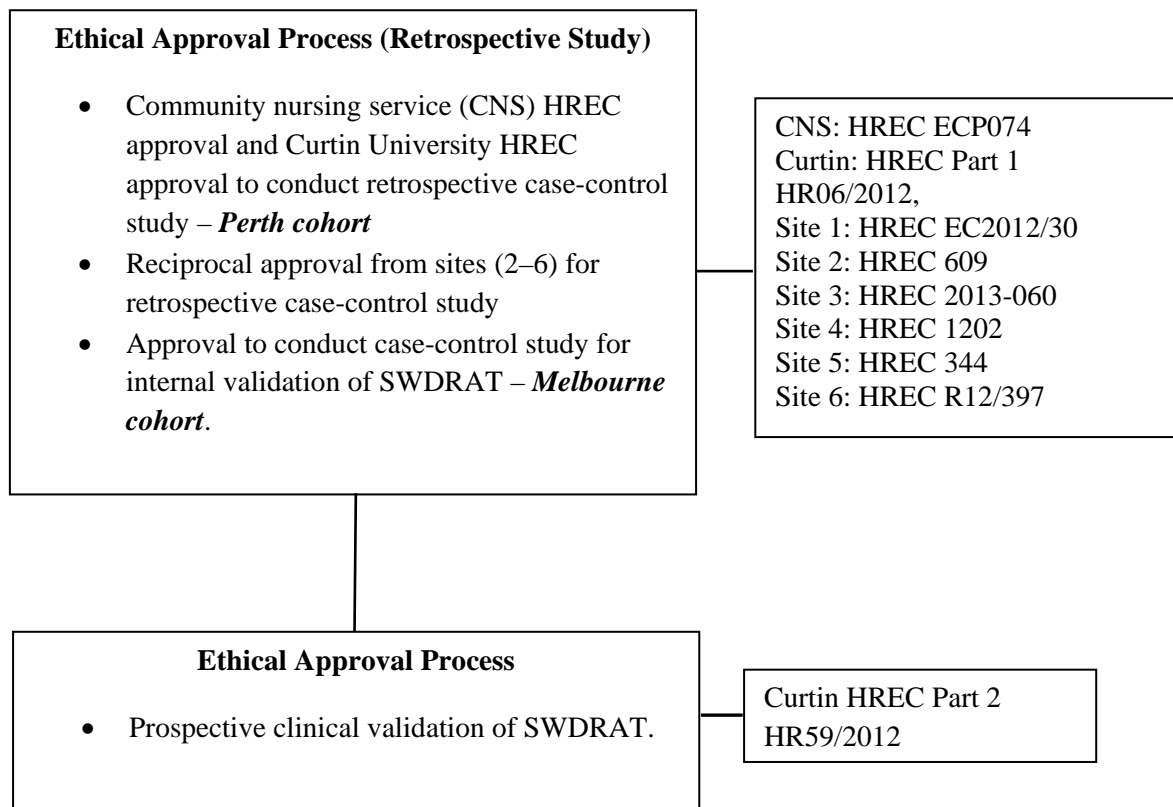 Ethical Approval Process (Retrospective Study)
• Community nursing service (CNS) HREC
approval and Curtin University HREC
approval to conduct retrospective case-control
study – Perth cohort
• Reciprocal approval from sites (2–6) for
retrospective case-control study
• Approval to conduct case-control study for
internal validation of SWDRAT – Melbourne
cohort.
CNS: HREC ECP074
Curtin: HREC Part 1
HR06/2012,
Site 1: HREC EC2012/30
Site 2: HREC 609
Site 3: HREC 2013-060
Site 4: HREC 1202
Site 5: HREC 344
Site 6: HREC R12/397
Ethical Approval Process
• Prospective clinical validation of SWDRAT.
Curtin HREC Part 2
HR59/2012